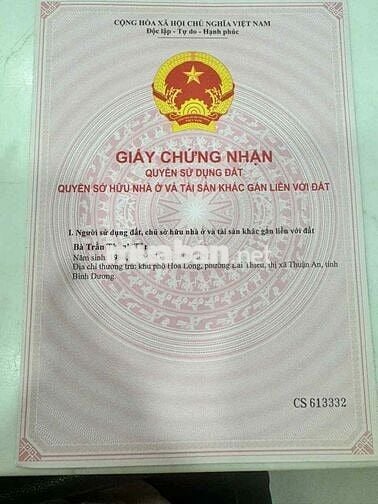 CỘNG HÒA XÃ HỘI CHỦ NGHĨA VIỆT NAM
Độc lập - Tự do - Hạnh phúc
GIẤY CHỨNG NHẬN
QUYỀN SỬ DỤNG ĐẤT
QUYỀN SỞ HỮU NHÀ Ở VÀ TÀI SẢN KHÁC GẮN LIỀN VỚI ĐẤT
I. Người sử dụng đất, chủ sở hữu nhà ở và tài sản khác gắn liền với đất
Bà Trần
Năm sinh
Địa chỉ thường trú: khu phố Hòa Long, phường Lái Thiêu, thị xã Thuận An, tỉnh
Bình Dương.
CS 613332